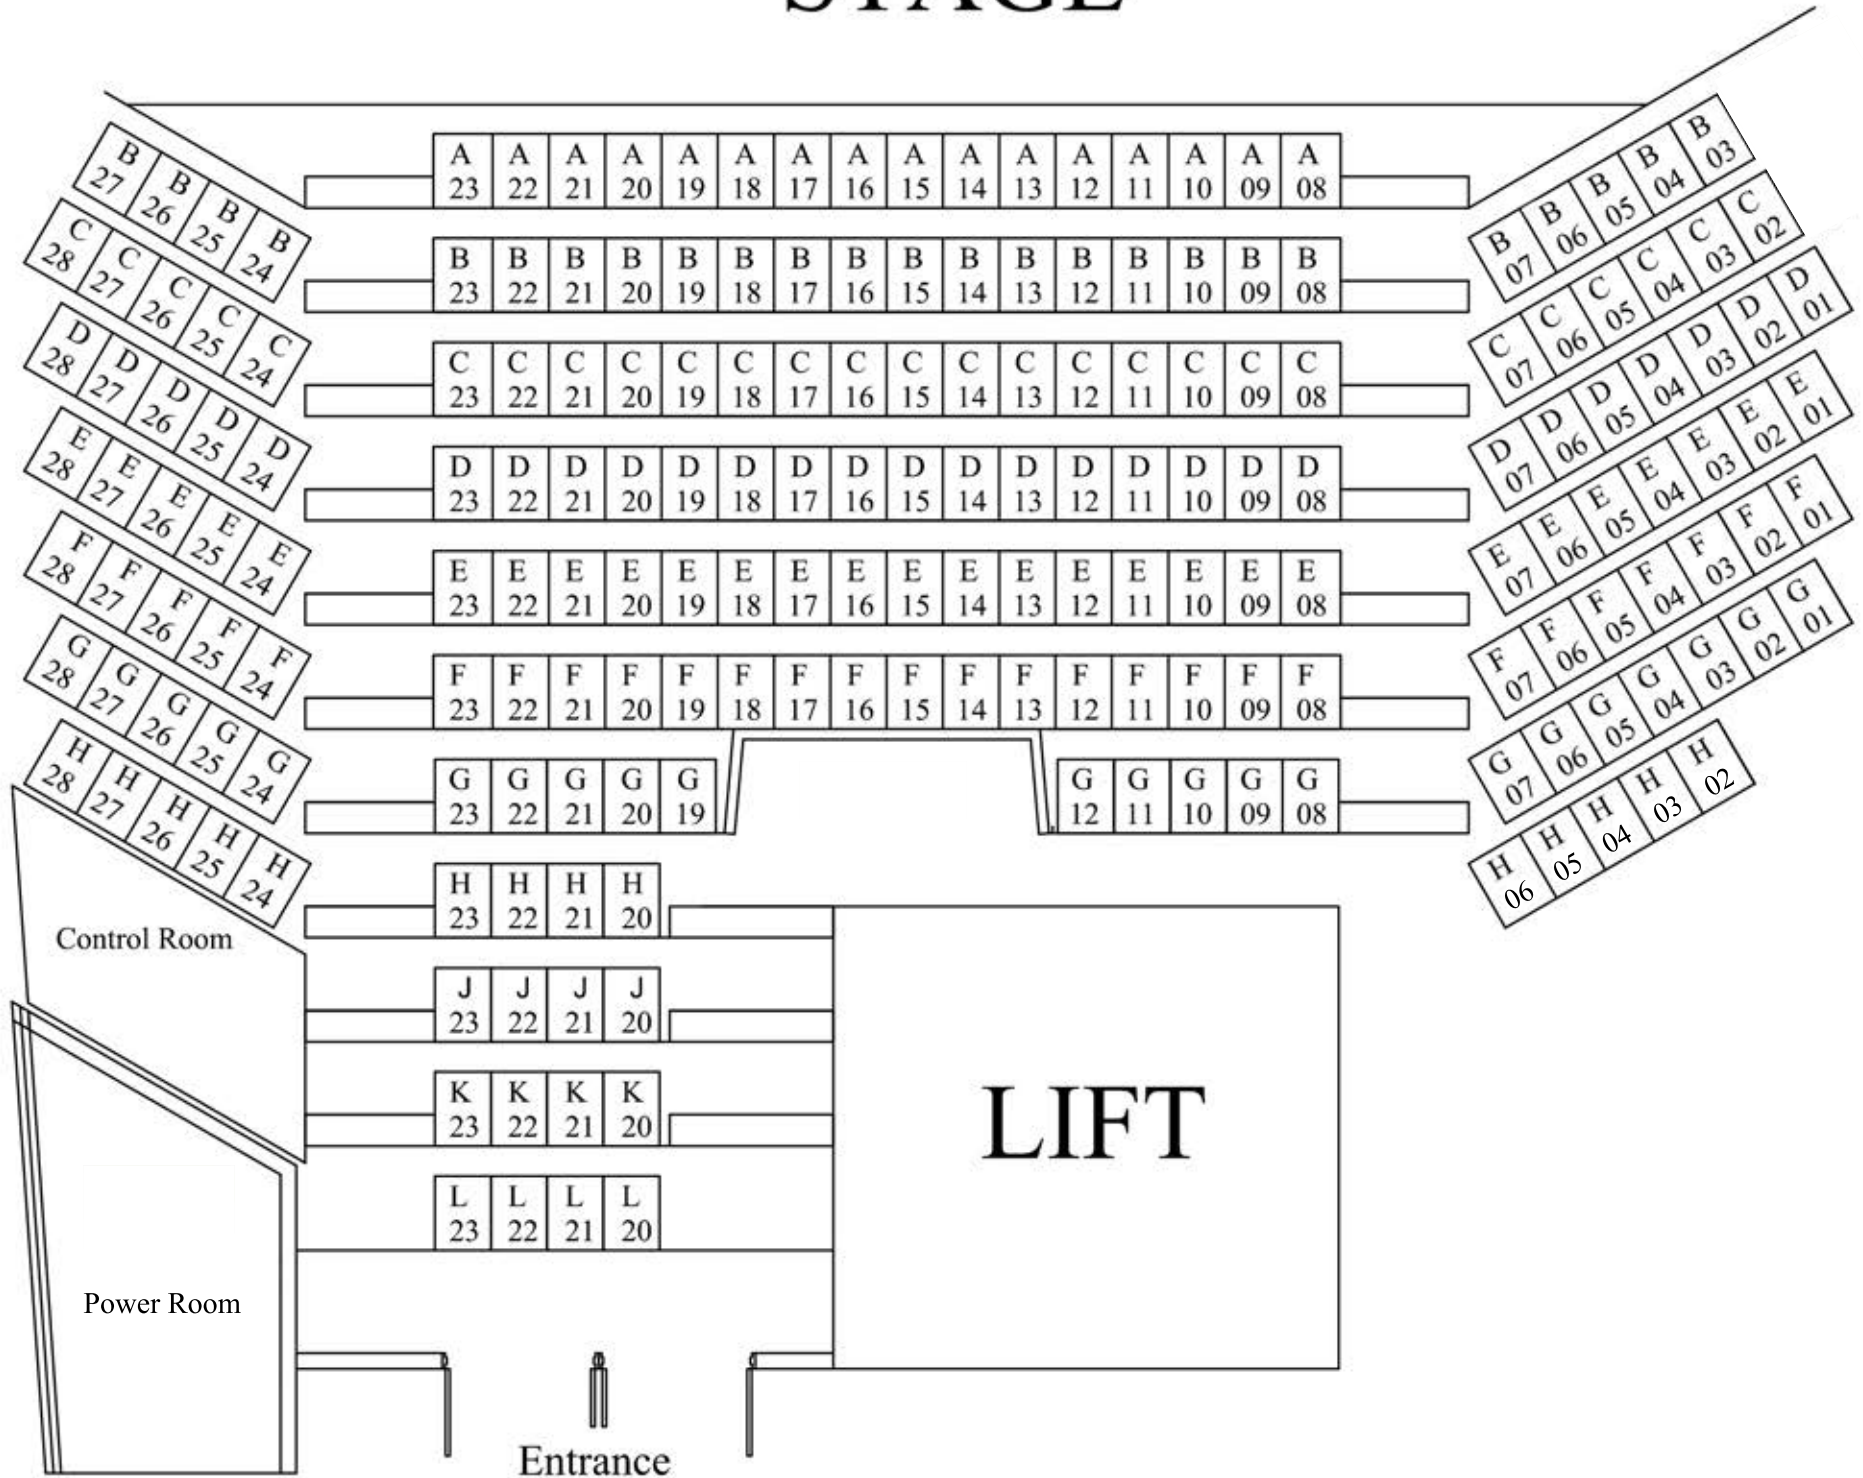 STAGE
A A A A A A A A A A A A A A A A
23 22 21 20 19 18 17 16 15 14 13 12 11 10 09 08
B B B B
27 26 25 24
B B B B B B B B B B B B B B B B
23 22 21 20 19 18 17 16 15 14 13 12 11 10 09 08
B B B B B
07 06 05 04 03
C C C C C
28 27 26 25 24
C C C C C C C C C C C C C C C C
23 22 21 20 19 18 17 16 15 14 13 12 11 10 09 08
C C C C C C
07 06 05 04 03 02
D D D D D
28 27 26 25 24
D D D D D D D D D D D D D D D D
23 22 21 20 19 18 17 16 15 14 13 12 11 10 09 08
D D D D D D D
07 06 05 04 03 02 01
E E E E E
28 27 26 25 24
E E E E E E E E E E E E E E E E
23 22 21 20 19 18 17 16 15 14 13 12 11 10 09 08
E E E E E E E
07 06 05 04 03 02 01
F F F F F
28 27 26 25 24
F F F F F F F F F F F F F F F F
23 22 21 20 19 18 17 16 15 14 13 12 11 10 09 08
F F F F F F F
07 06 05 04 03 02 01
G G G G G
28 27 26 25 24
G G G G G
23 22 21 20 19
G G G G G
12 11 10 09 08
G G G G G G G
07 06 05 04 03 02 01
H H H H H
28 27 26 25 24
H H H H
23 22 21 20
H H H H H
06 05 04 03 02
Control Room
J J J J
23 22 21 20
K K K K
23 22 21 20
LIFT
L L L L
23 22 21 20
Power Room
Entrance